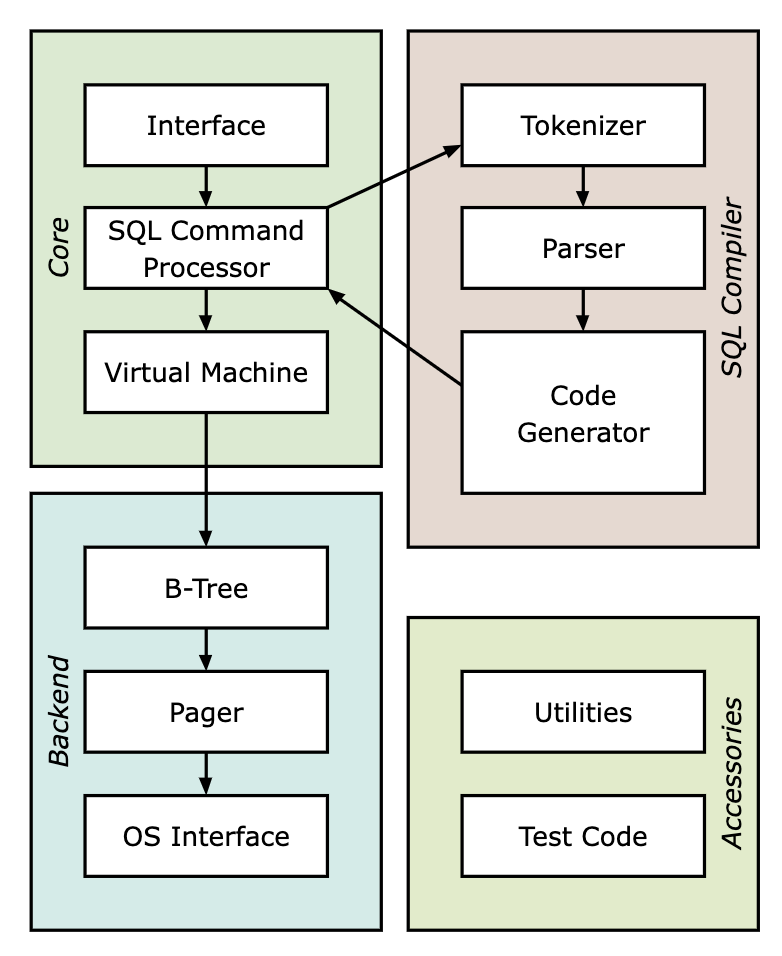 Core
Interface
SQL Command
Processor
Virtual Machine
SQL Compiler
Tokenizer
Parser
Code
Generator
Backend
B-Tree
Pager
OS Interface
Accessories
Utilities
Test Code